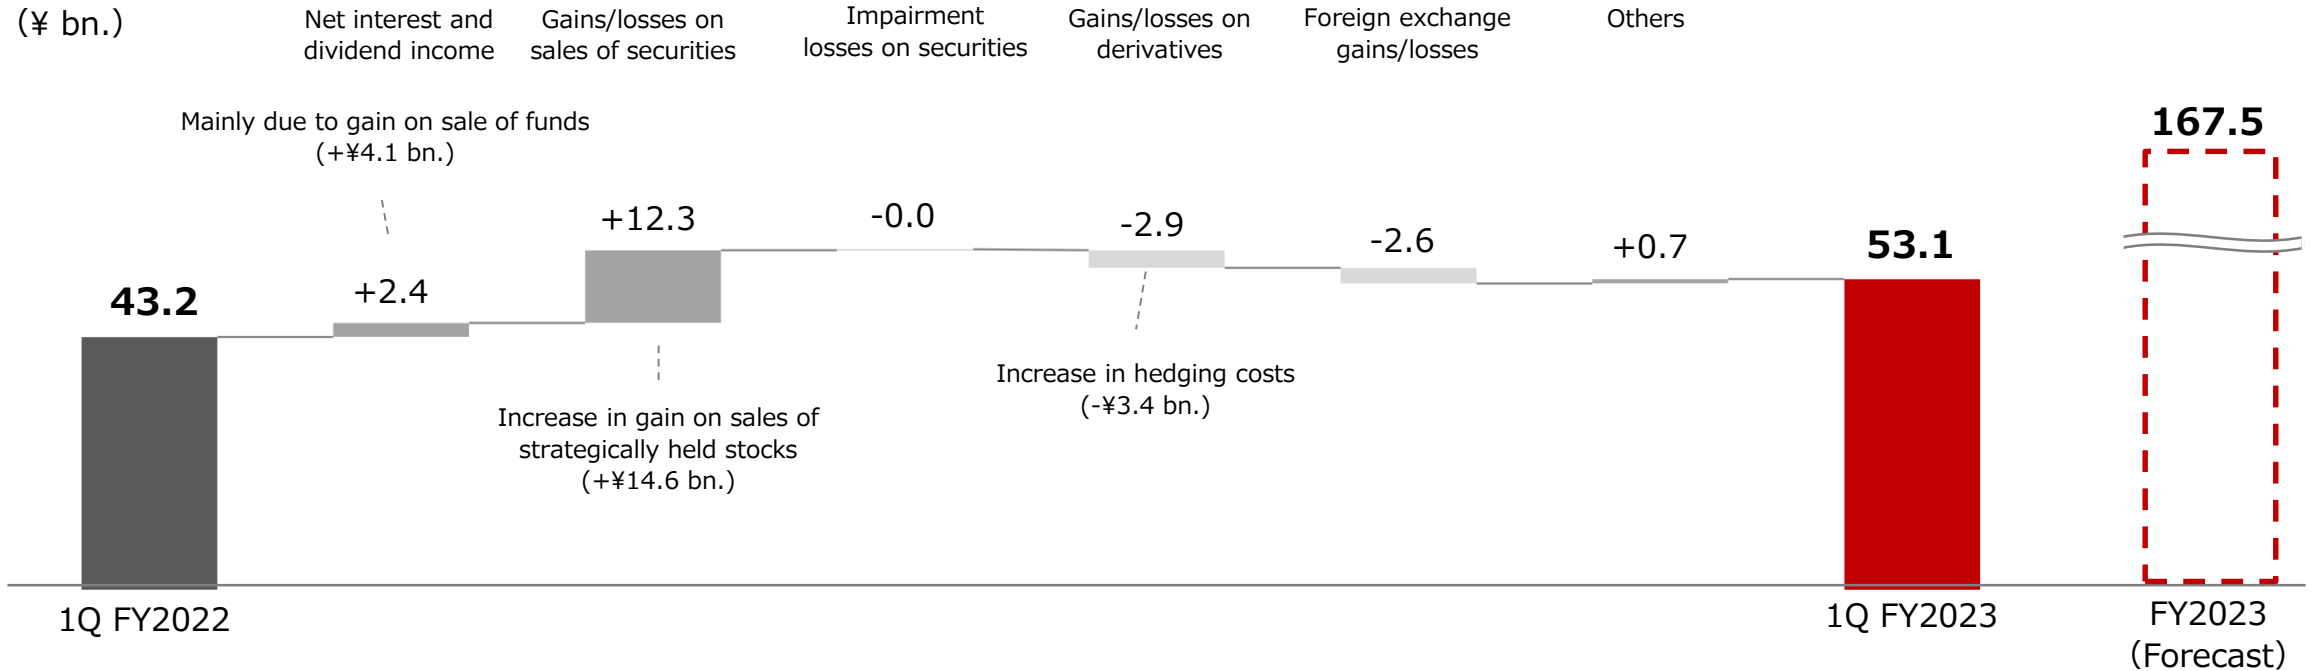 (¥ bn.)
Net interest and
dividend income
Gains/losses on
sales of securities
Impairment
losses on securities
Gains/losses on
derivatives
Foreign exchange
gains/losses
Others
Mainly due to gain on sale of funds
(+¥4.1 bn.)
167.5
43.2
+2.4
+12.3
-0.0
-2.9
-2.6
+0.7
53.1
Increase in gain on sales of
strategically held stocks
(+¥14.6 bn.)
Increase in hedging costs
(-¥3.4 bn.)
1Q FY2022
1Q FY2023
FY2023
(Forecast)